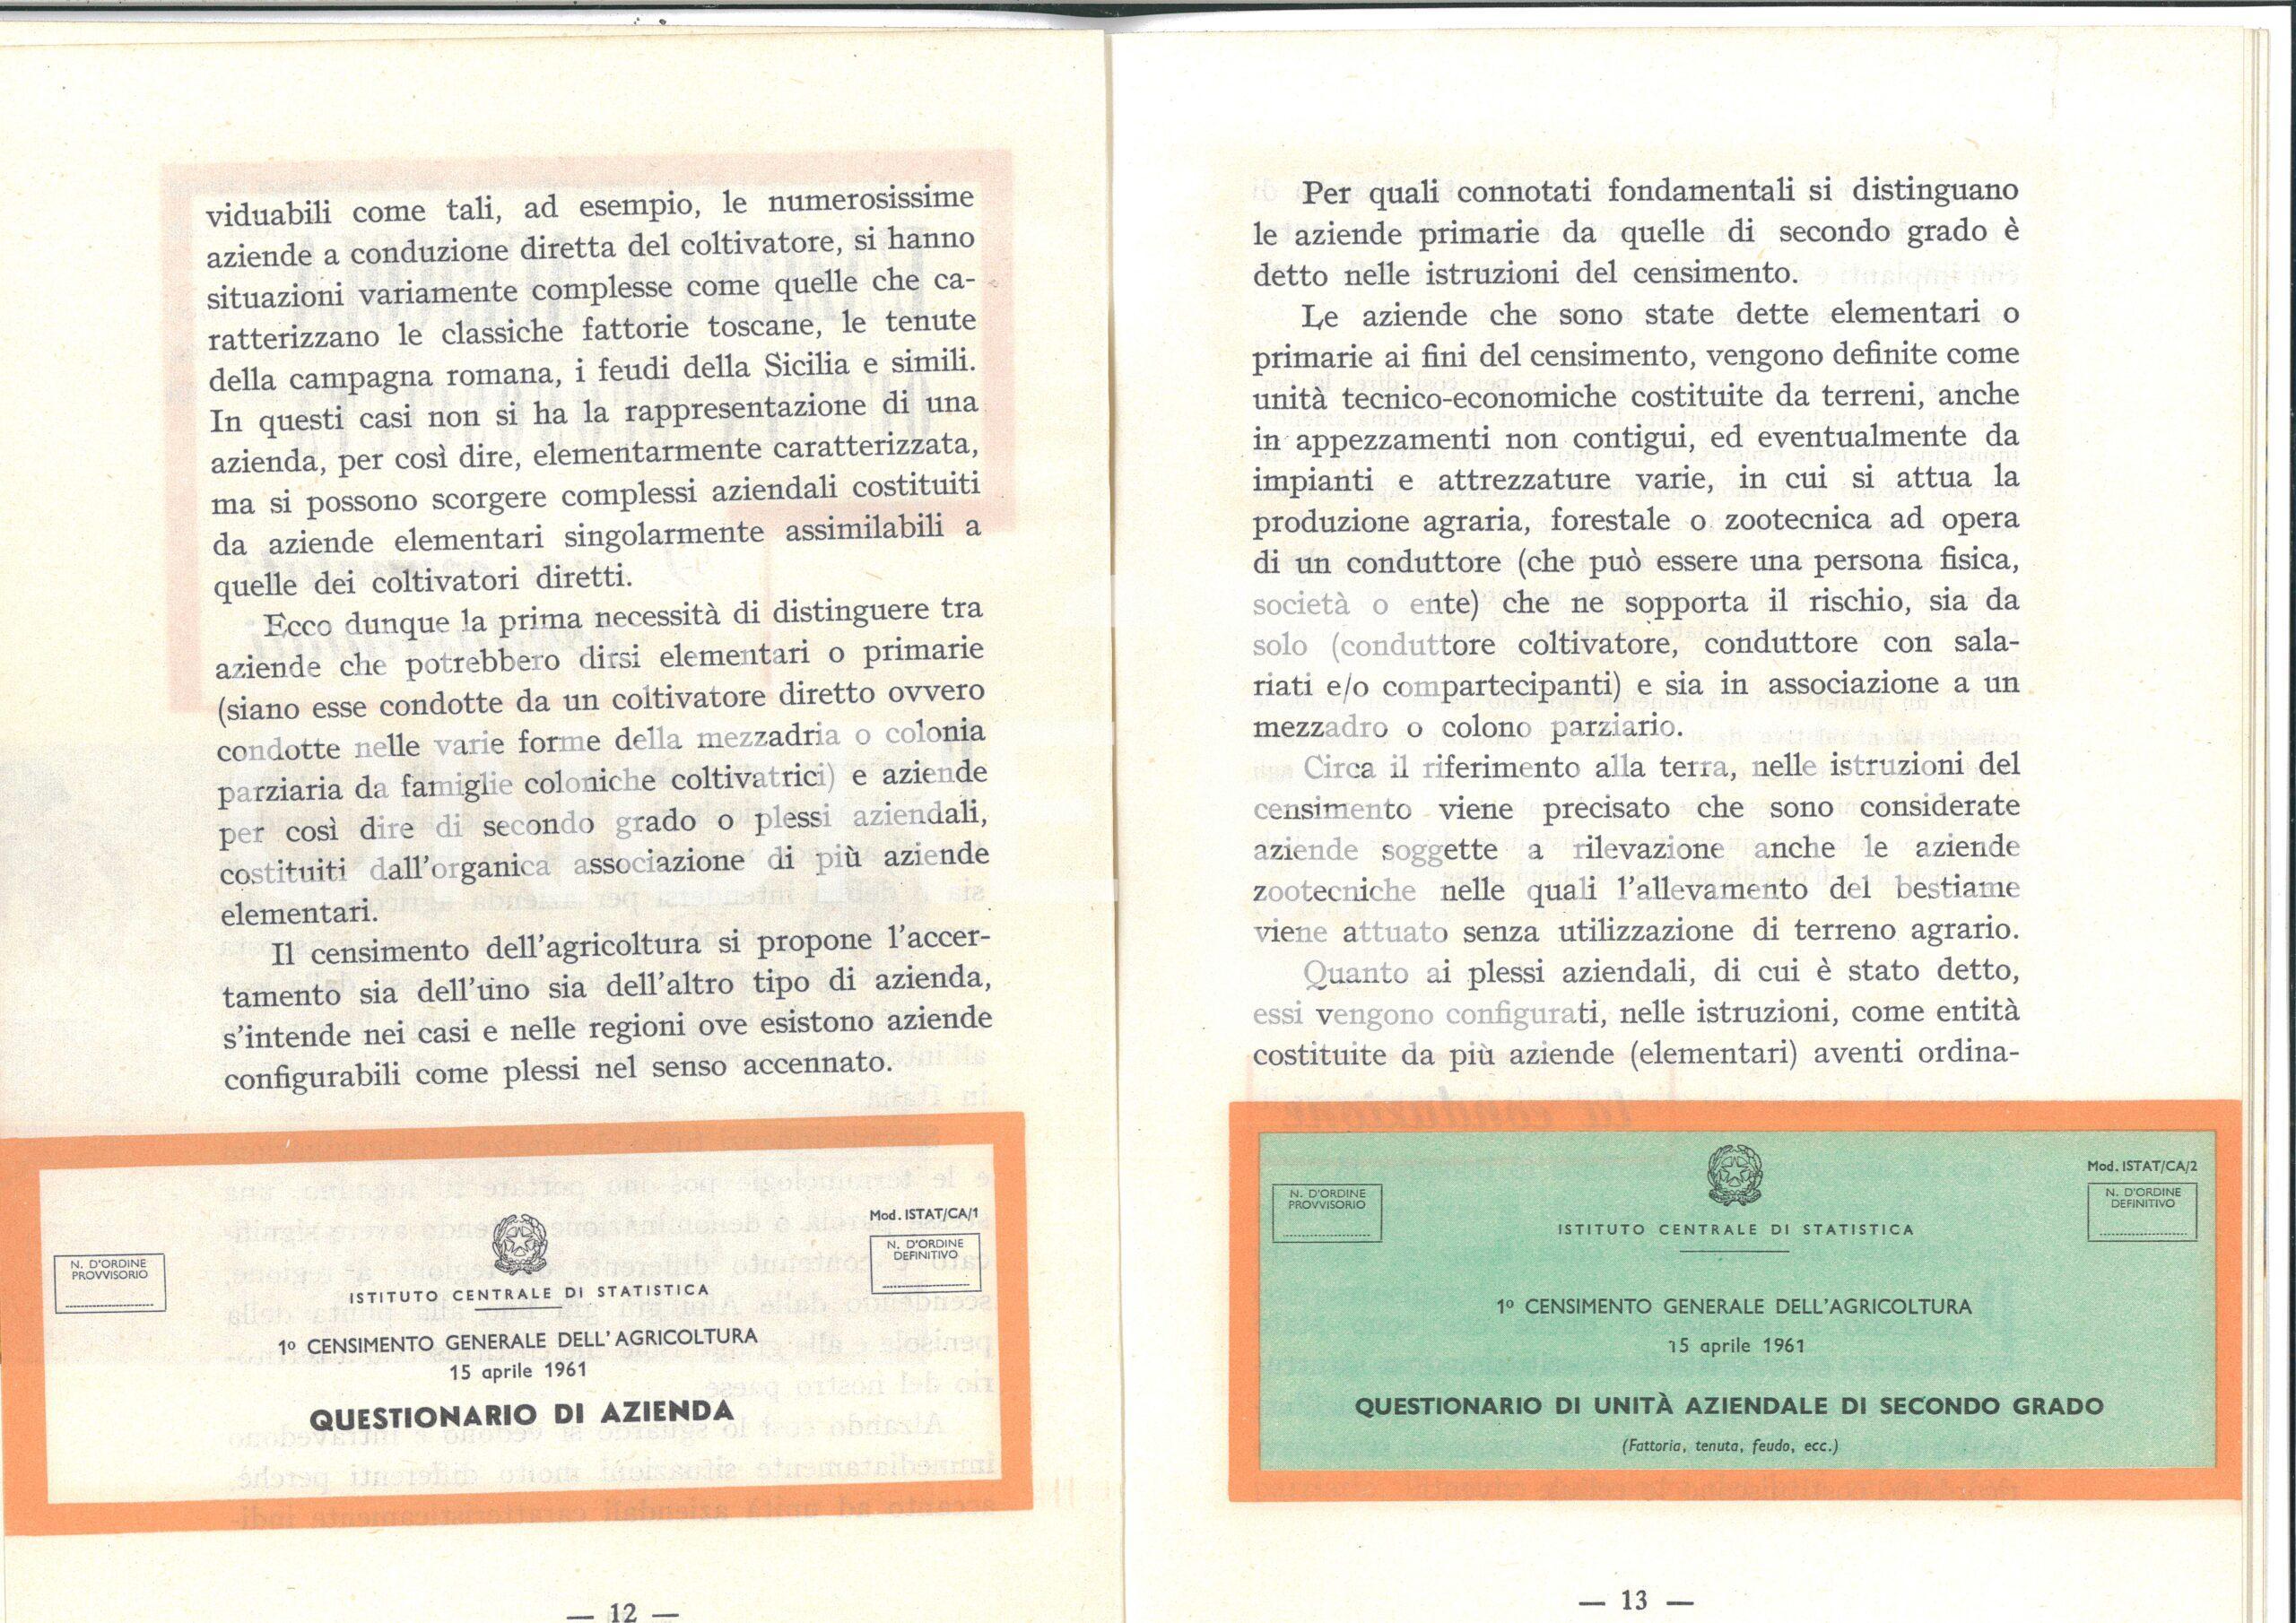 viduabili come tali, ad esempio, le numerosissime
aziende a conduzione diretta del coltivatore, si hanno
situazioni variamente complesse come quelle che ca-
ratterizzano le classiche fattorie toscane, le tenute
della campagna romana, i feudi della Sicilia e simili.
In questi casi non si ha la rappresentazione di una
azienda, per così dire, elementarmente caratterizzata,
ma si possono scorgere complessi aziendali costituiti
da aziende elementari singolarmente assimilabili a
quelle dei coltivatori diretti.
Ecco dunque la prima necessità di distinguere tra
aziende che potrebbero dirsi elementari o primarie
(siano esse condotte da un coltivatore diretto ovvero
condotte nelle varie forme della mezzadria o colonia
parziaria da famiglie coloniche coltivatrici) e aziende
per così dire di secondo grado o plessi aziendali,
costituiti dall'organica associazione di più aziende
elementari.
Il censimento dell'agricoltura si propone l'accer-
tamento sia dell'uno sia dell'altro tipo di azienda,
s'intende nei casi e nelle regioni ove esistono aziende
configurabili come plessi nel senso accennato.
N. D'ORDINE
PROVVISORIO
Mod. ISTAT/CA/1
N. D'ORDINE
DEFINITIVO
ISTITUTO CENTRALE DI STATISTICA
1º CENSIMENTO GENERALE DELL'AGRICOLTURA
15 aprile 1961
QUESTIONARIO DI AZIENDA
— 12 —
Per quali connotati fondamentali si distinguano
le aziende primarie da quelle di secondo grado è
detto nelle istruzioni del censimento.
Le aziende che sono state dette elementari o
primarie ai fini del censimento, vengono definite come
unità tecnico-economiche costituite da terreni, anche
in appezzamenti non contigui, ed eventualmente da
impianti e attrezzature varie, in cui si attua la
produzione agraria, forestale o zootecnica ad opera
di un conduttore (che può essere una persona fisica,
società o ente) che ne sopporta il rischio, sia da
solo (conduttore coltivatore, conduttore con sala-
riati e/o compartecipanti) e sia in associazione a un
mezzadro o colono parziario.
Circa il riferimento alla terra, nelle istruzioni del
censimento viene precisato che sono considerate
aziende soggette a rilevazione anche le aziende
zootecniche nelle quali l'allevamento del bestiame
viene attuato senza utilizzazione di terreno agrario.
Quanto ai plessi aziendali, di cui è stato detto,
essi vengono configurati, nelle istruzioni, come entità
costituite da più aziende (elementari) aventi ordina-
N. D'ORDINE
PROVVISORIO
Mod. ISTAT/CA/2
N. D'ORDINE
DEFINITIVO
ISTITUTO CENTRALE DI STATISTICA
1º CENSIMENTO GENERALE DELL'AGRICOLTURA
15 aprile 1961
QUESTIONARIO DI UNITÀ AZIENDALE DI SECONDO GRADO
(Fattoria, tenuta, feudo, ecc.)
— 13 —